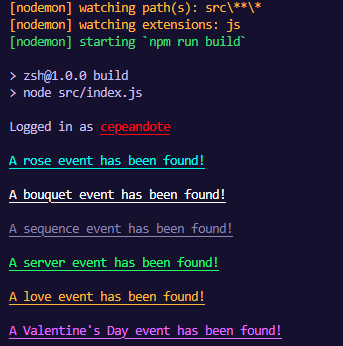 [nodemon] watching path(s): src\**\*
[nodemon] watching extensions: js
[nodemon] starting `npm run build`
> zsh@1.0.0 build
> node src/index.js
Logged in as cepeandote
A rose event has been found!
A bouquet event has been found!
A sequence event has been found!
A server event has been found!
A love event has been found!
A Valentine's Day event has been found!